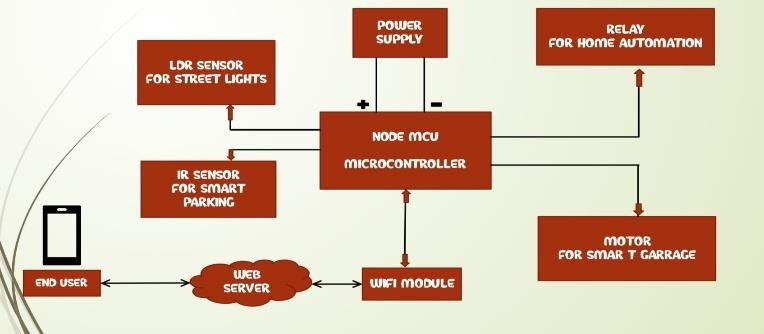 POWER
SUPPLY
RELAY
FOR HOME AUTOMATION
LDR SENSOR
FOR STREET LIGHTS
+
-
NODE MCU
MICROCONTROLLER
IR SENSOR
FOR SMART
PARKING
MOTOR
FOR SMAR T GARRAGE
END USER
WEB
SERVER
WIFI MODULE